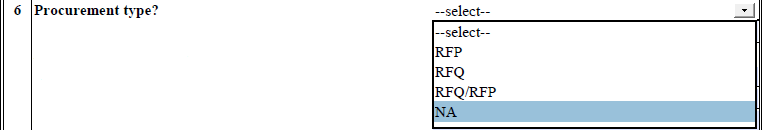 6 Procurement type? --select--
--select--
RFP
RFQ
RFQ/RFP
NA